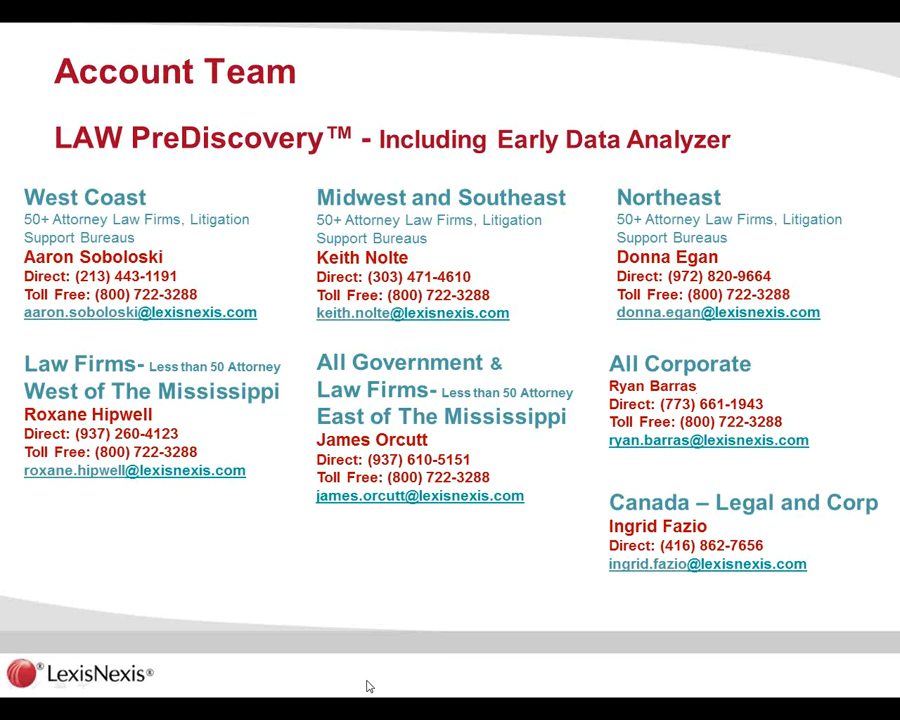 Account Team
LAW PreDiscovery™ - Including Early Data Analyzer
West Coast
50+ Attorney Law Firms, Litigation
Support Bureaus
Aaron Soboloski
Direct: (213) 443-1191
Toll Free: (800) 722-3288
aaron.soboloski@lexisnexis.com
Midwest and Southeast
50+ Attorney Law Firms, Litigation
Support Bureaus
Keith Nolte
Direct: (303) 471-4610
Toll Free: (800) 722-3288
keith.nolte@lexisnexis.com
Northeast
50+ Attorney Law Firms, Litigation
Support Bureaus
Donna Egan
Direct: (972) 820-9664
Toll Free: (800) 722-3288
donna.egan@lexisnexis.com
Law Firms- Less than 50 Attorney
West of The Mississippi
Roxane Hipwell
Direct: (937) 260-4123
Toll Free: (800) 722-3288
roxane.hipwell@lexisnexis.com
All Government &
Law Firms- Less than 50 Attorney
East of The Mississippi
James Orcutt
Direct: (937) 610-5151
Toll Free: (800) 722-3288
james.orcutt@lexisnexis.com
All Corporate
Ryan Barras
Direct: (773) 661-1943
Toll Free: (800) 722-3288
ryan.barras@lexisnexis.com
Canada – Legal and Corp
Ingrid Fazio
Direct: (416) 862-7656
ingrid.fazio@lexisnexis.com
® LexisNexis®